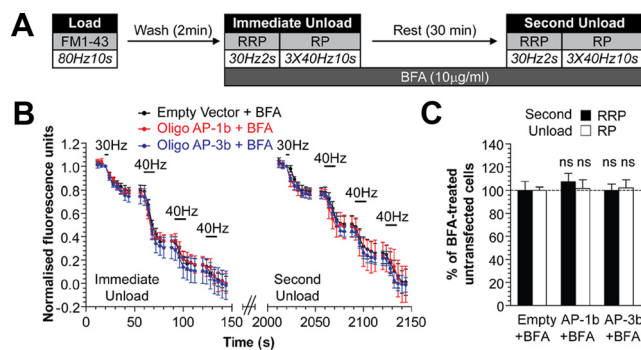 A
Load
FM1-43
80Hz10s
Wash (2min)
Immediate Unload
RRP RP
30Hz2s 3X40Hz10s
Rest (30 min)
Second Unload
RRP RP
30Hz2s 3X40Hz10s
BFA (10µg/ml)
B
Empty Vector + BFA
Oligo AP-1b + BFA
Oligo AP-3b + BFA
30Hz
40Hz
40Hz
40Hz
30Hz
40Hz
40Hz
40Hz
Normalised fluorescence units
1.0
0.8
0.6
0.4
0.2
0.0
-0.2
Immediate
Unload
Second
Unload
0 50 100 150 2000 2050 2100 2150
Time (s)
C
Second RRP
Unload RP
% of BFA-treated
untransfected cells
140
120
100
80
60
40
20
0
ns ns ns ns
Empty AP-1b AP-3b
+BFA +BFA +BFA